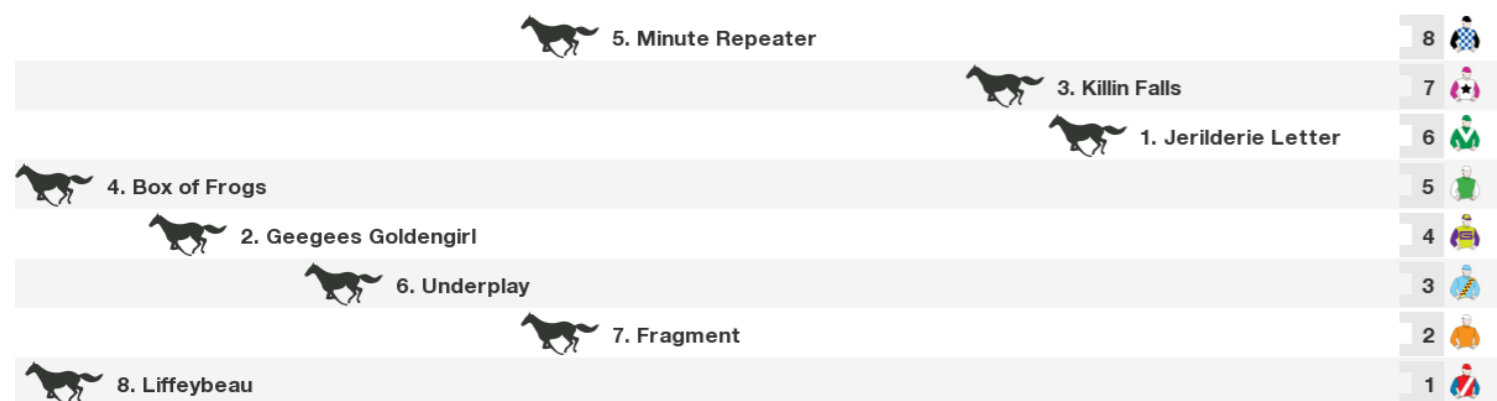 5. Minute Repeater 8
3. Killin Falls 7
1. Jerilderie Letter 6
4. Box of Frogs 5
2. Geegees Goldengirl 4
6. Underplay 3
7. Fragment 2
8. Liffeybeau 1